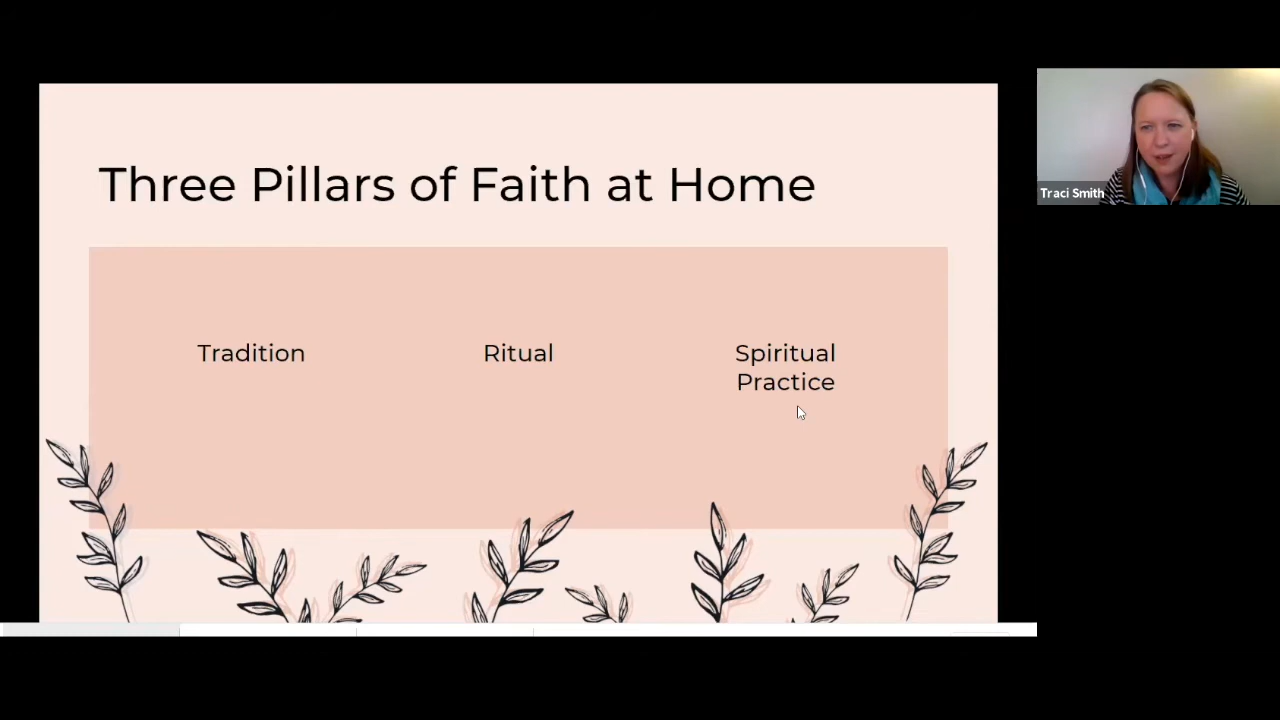 Three Pillars of Faith at Home
Tradition
Ritual
Spiritual
Practice
Traci Smith